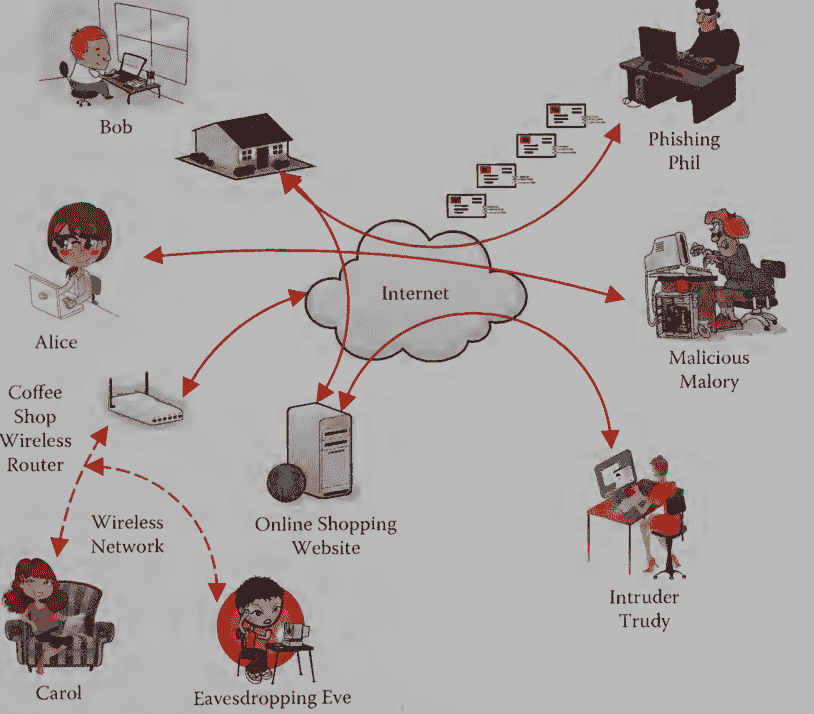 Bob
Phishing
Phil
Alice
Internet
Malicious
Malory
Coffee
Shop
Wireless
Router
Wireless
Network
Online Shopping
Website
Intruder
Trudy
Carol
Eavesdropping Eve